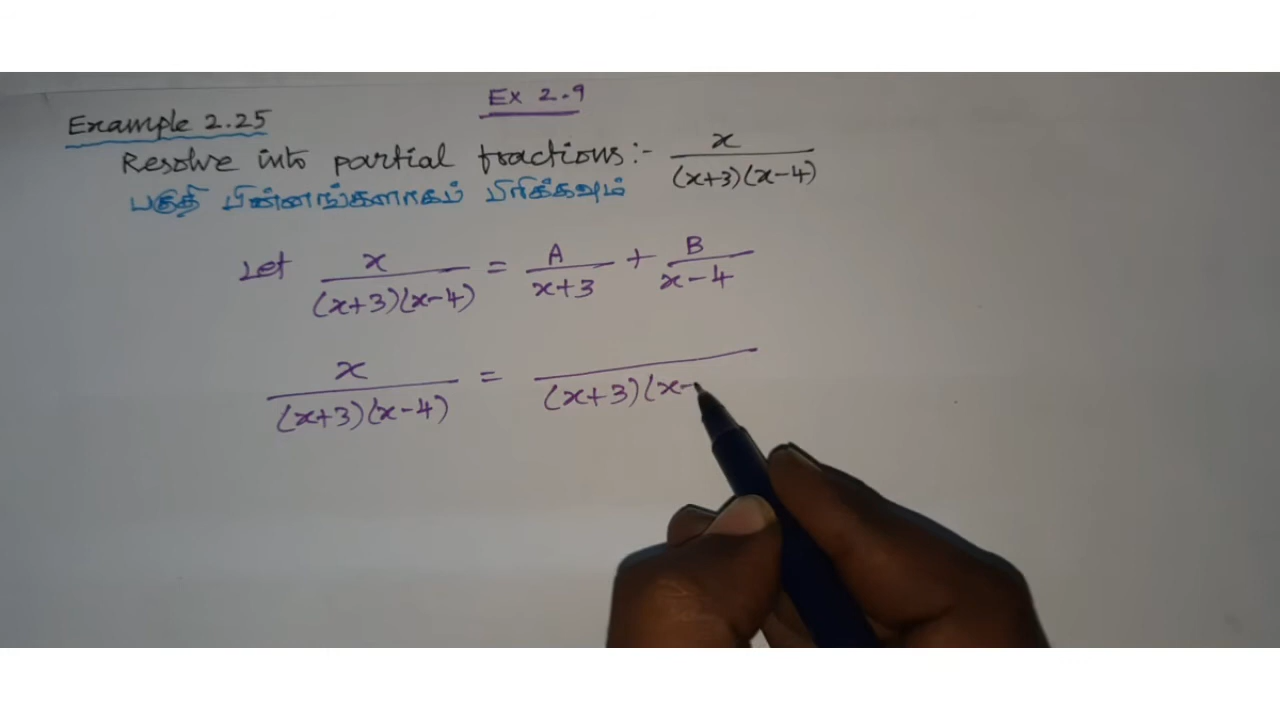 Ex 2.9
Example 2.25
Resolve into partial fractions:- x/((x+3)(x-4))
பகுதி பின்னங்களாகப் பிரிக்கவும்
Let x/((x+3)(x-4)) = A/(x+3) + B/(x-4)
x/((x+3)(x-4)) = /((x+3)(x-